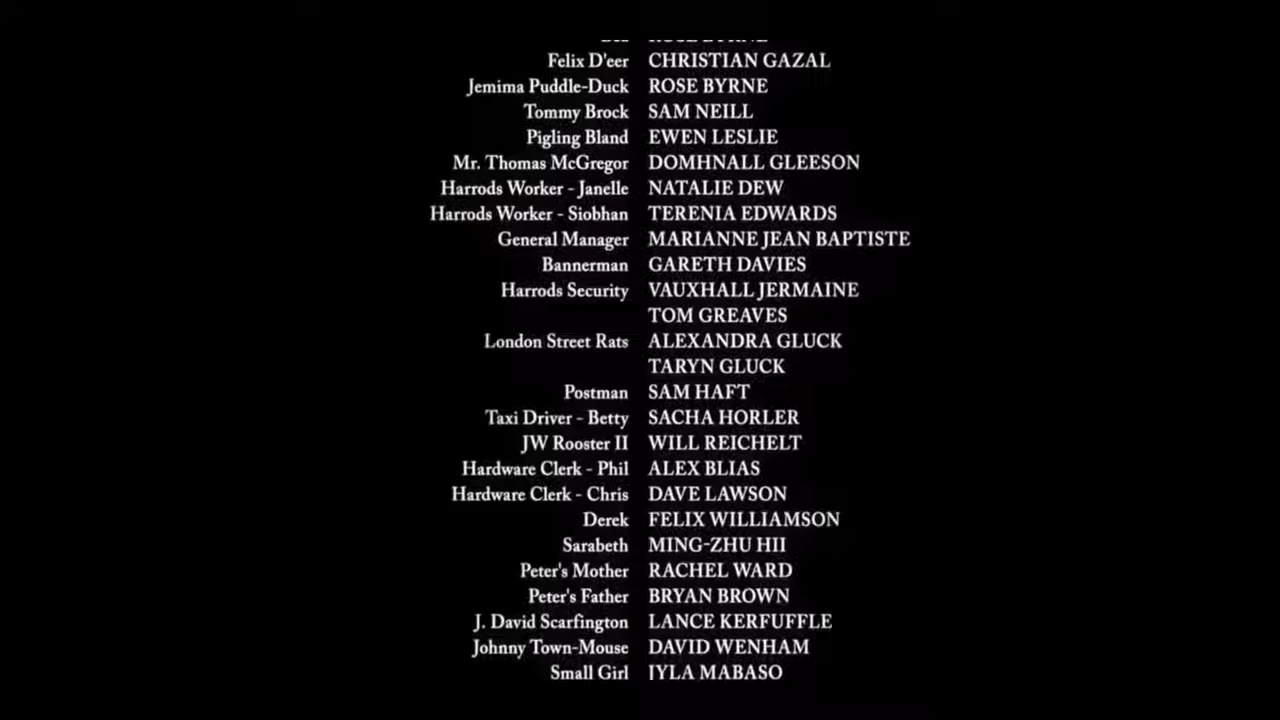 Felix D'eer CHRISTIAN GAZAL
Jemima Puddle-Duck ROSE BYRNE
Tommy Brock SAM NEILL
Pigling Bland EWEN LESLIE
Mr. Thomas McGregor DOMHNALL GLEESON
Harrods Worker - Janelle NATALIE DEW
Harrods Worker - Siobhan TERENIA EDWARDS
General Manager MARIANNE JEAN BAPTISTE
Bannerman GARETH DAVIES
Harrods Security VAUXHALL JERMAINE
TOM GREAVES
London Street Rats ALEXANDRA GLUCK
TARYN GLUCK
Postman SAM HAFT
Taxi Driver - Betty SACHA HORLER
JW Rooster II WILL REICHELT
Hardware Clerk - Phil ALEX BLIAS
Hardware Clerk - Chris DAVE LAWSON
Derek FELIX WILLIAMSON
Sarabeth MING-ZHU HII
Peter's Mother RACHEL WARD
Peter's Father BRYAN BROWN
J. David Scarfington LANCE KERFUFFLE
Johnny Town-Mouse DAVID WENHAM
Small Girl JYLA MABASO